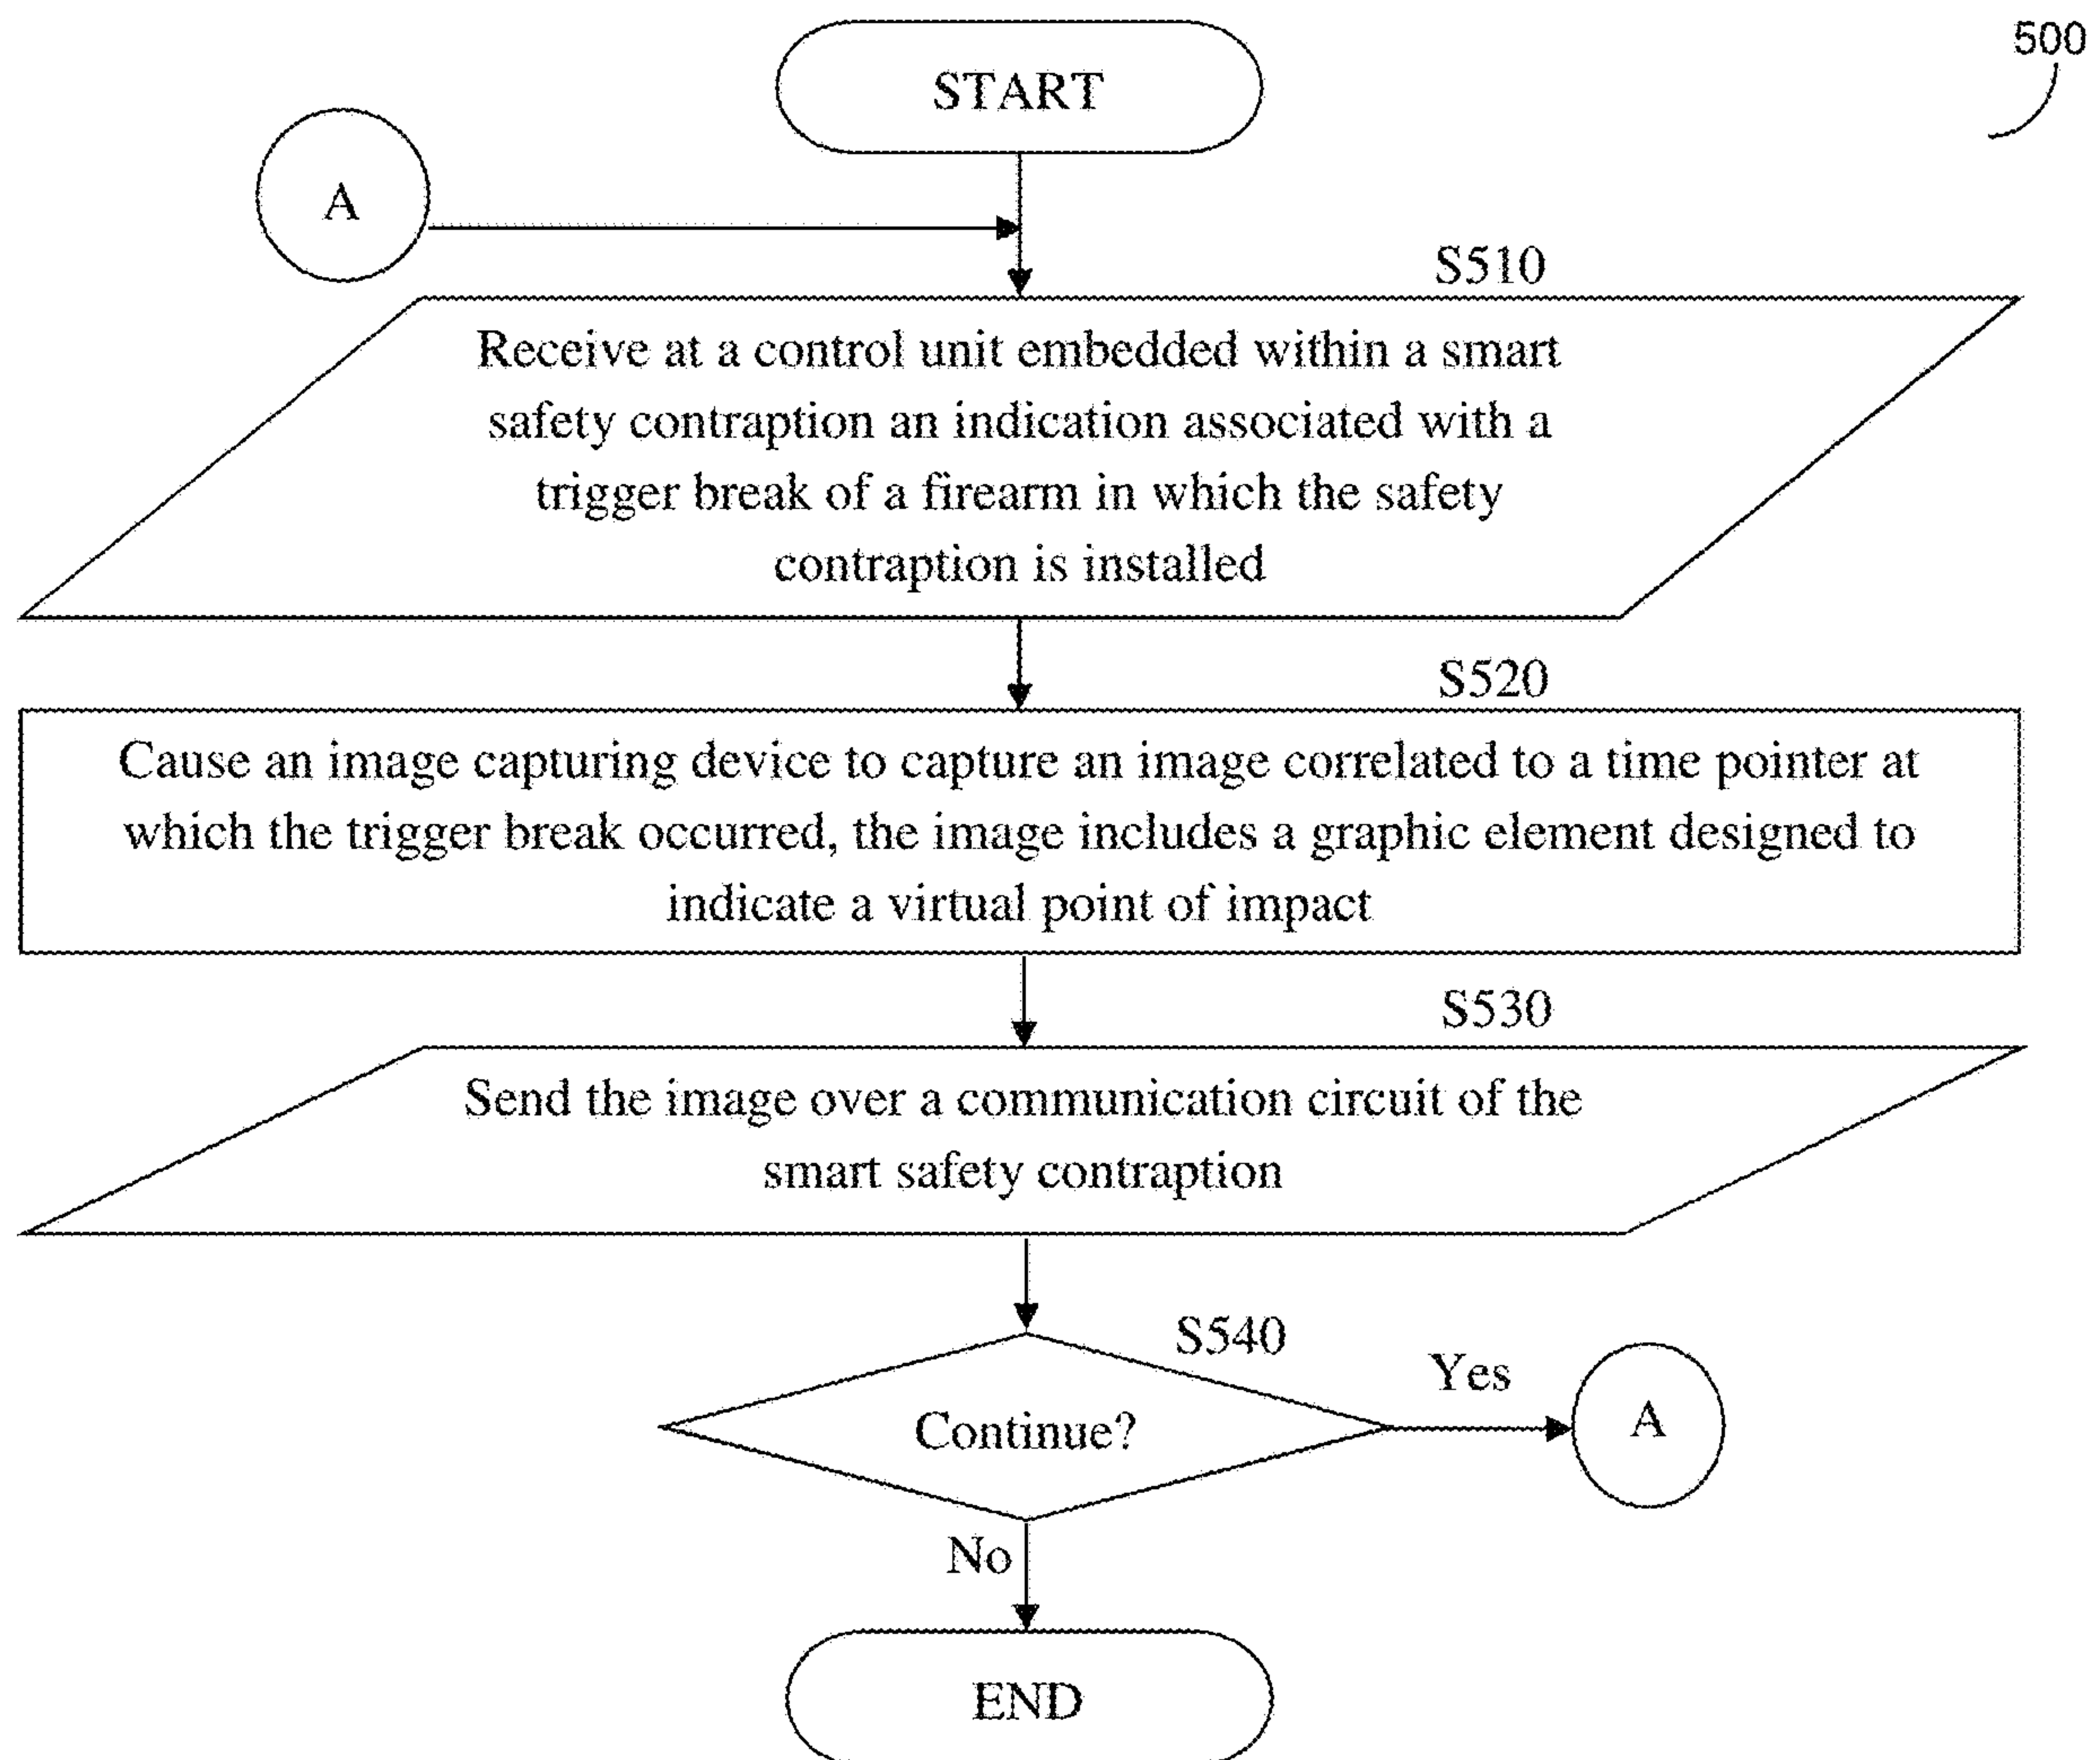 500
START
A
S510
Receive at a control unit embedded within a smart
safety contraption an indication associated with a
trigger break of a firearm in which the safety
contraption is installed
S520
Cause an image capturing device to capture an image correlated to a time pointer at
which the trigger break occurred, the image includes a graphic element designed to
indicate a virtual point of impact
S530
Send the image over a communication circuit of the
smart safety contraption
S540
Continue?
Yes
A
No
END